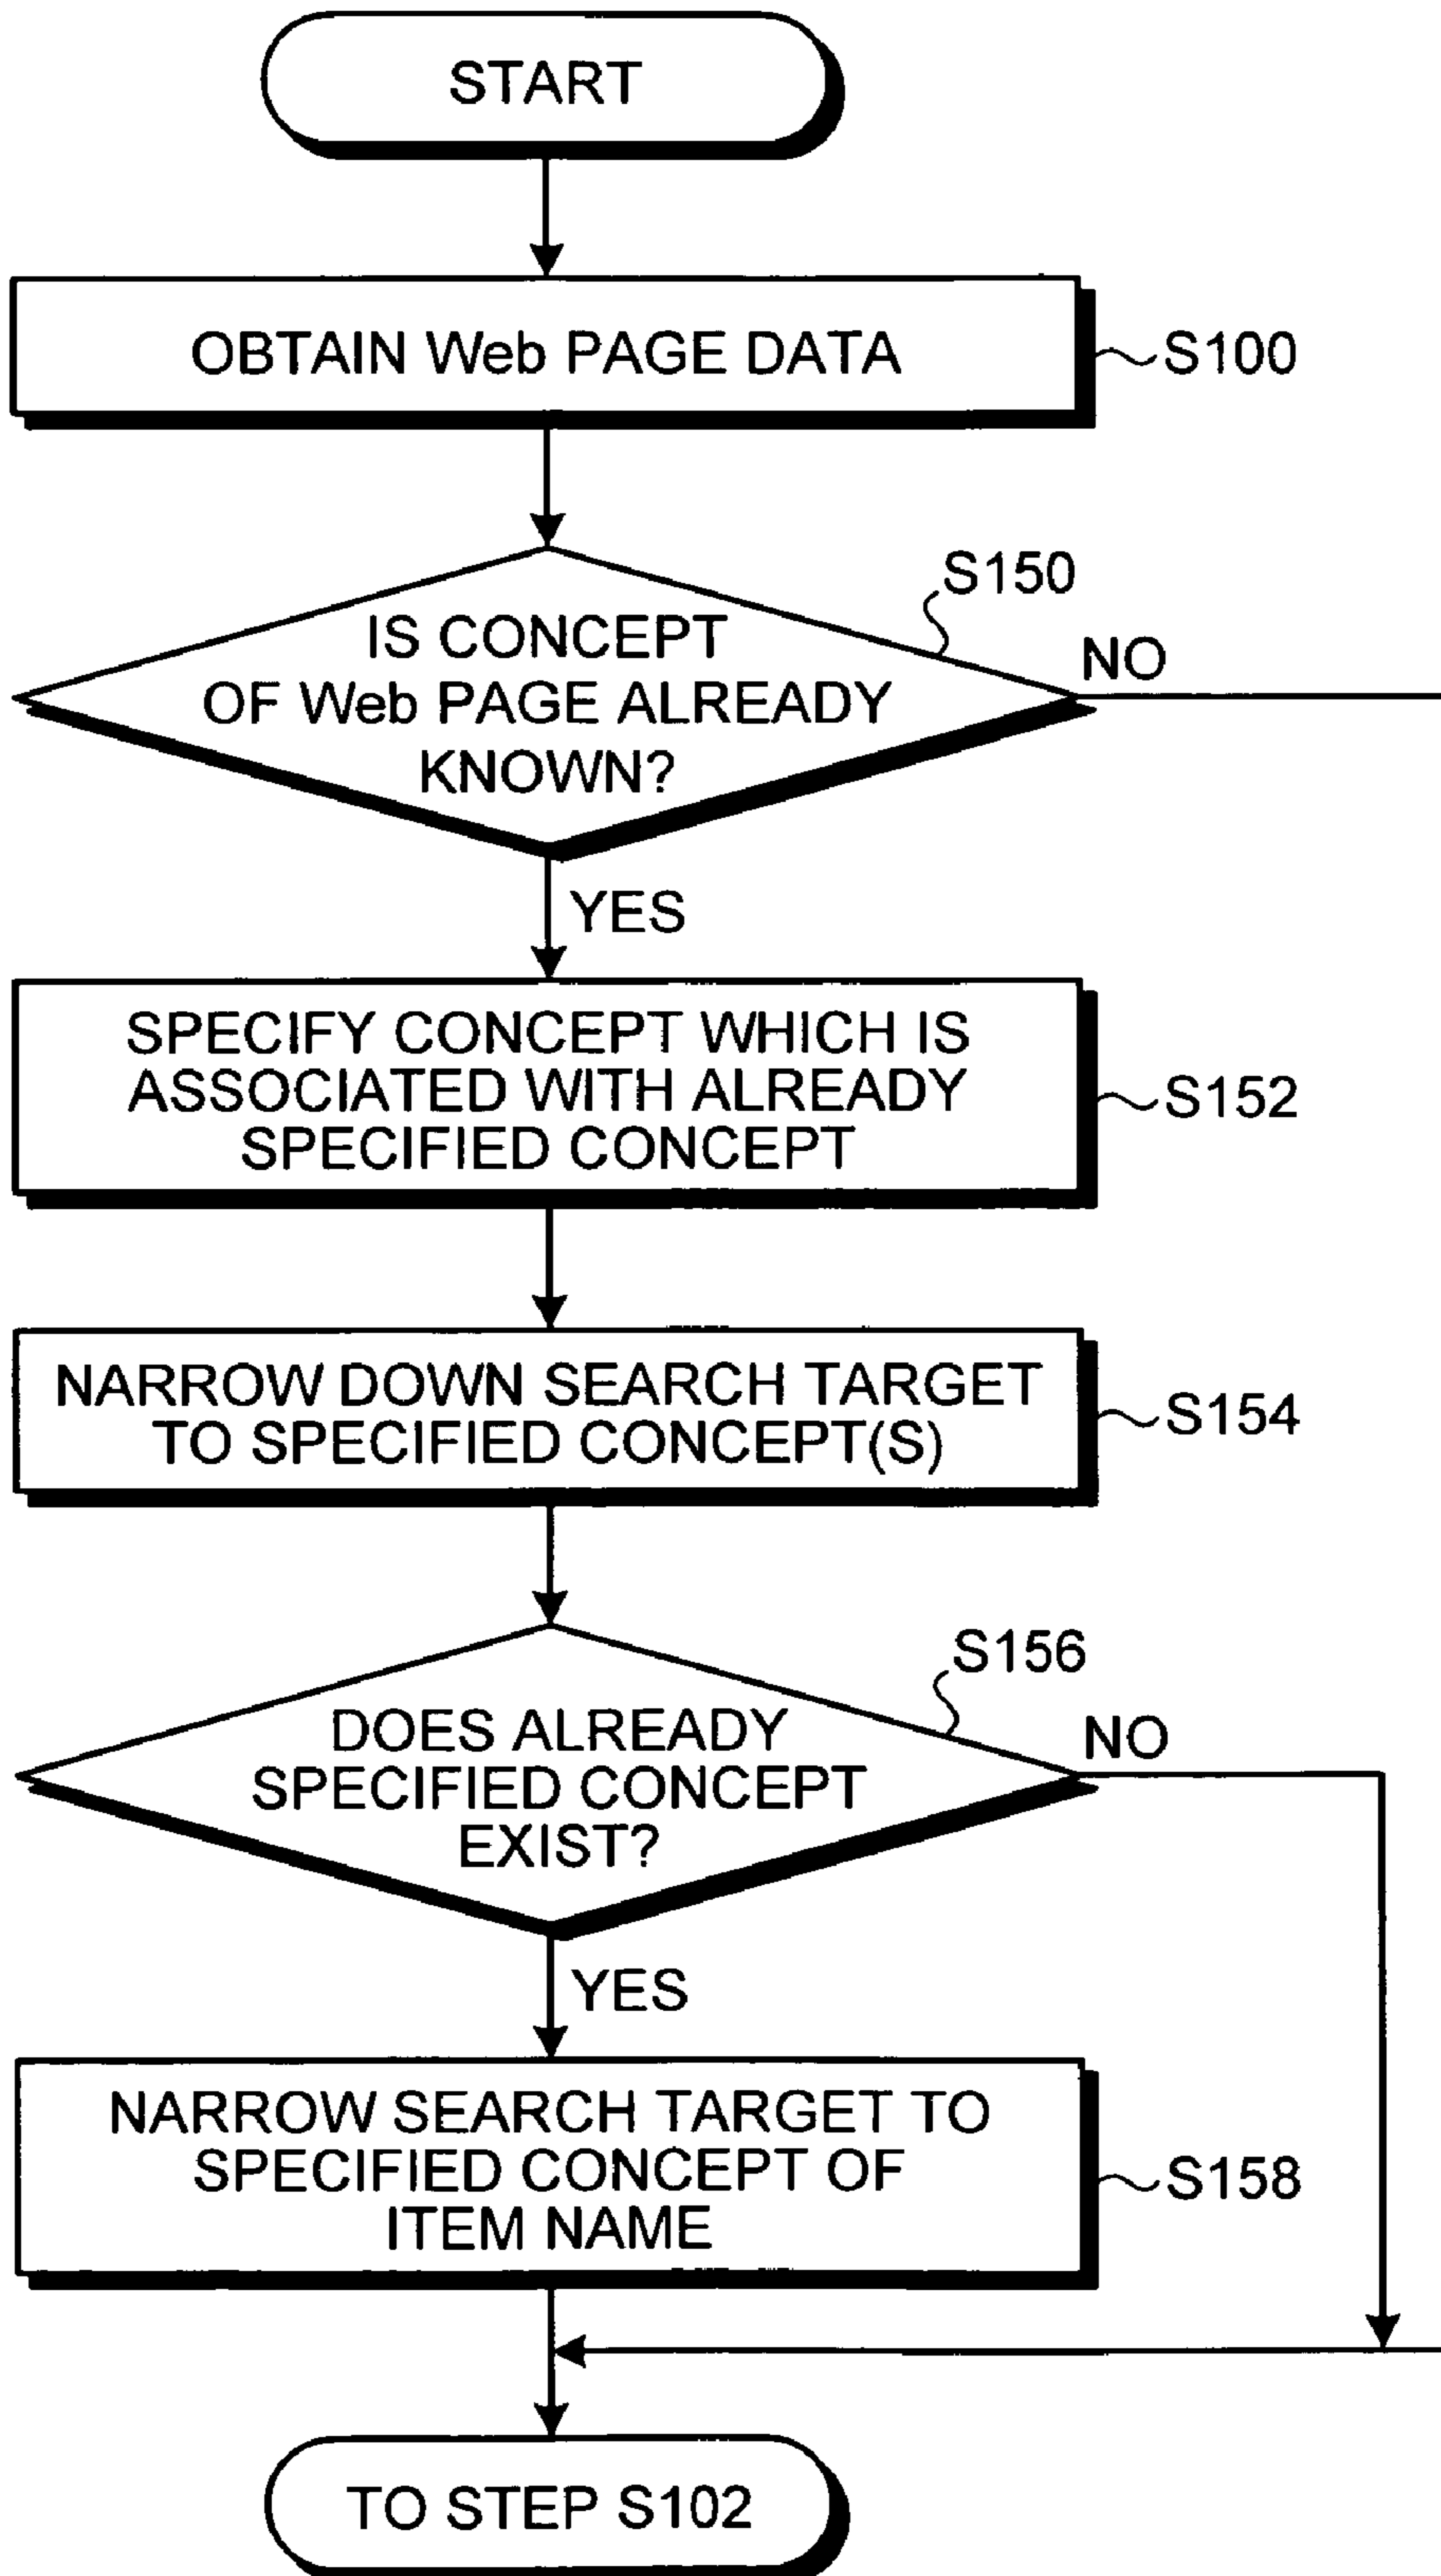 START
OBTAIN Web PAGE DATA
S100
S150
IS CONCEPT
OF Web PAGE ALREADY
KNOWN?
NO
YES
SPECIFY CONCEPT WHICH IS
ASSOCIATED WITH ALREADY
SPECIFIED CONCEPT
S152
NARROW DOWN SEARCH TARGET
TO SPECIFIED CONCEPT(S)
S154
S156
DOES ALREADY
SPECIFIED CONCEPT
EXIST?
NO
YES
NARROW SEARCH TARGET TO
SPECIFIED CONCEPT OF
ITEM NAME
S158
TO STEP S102